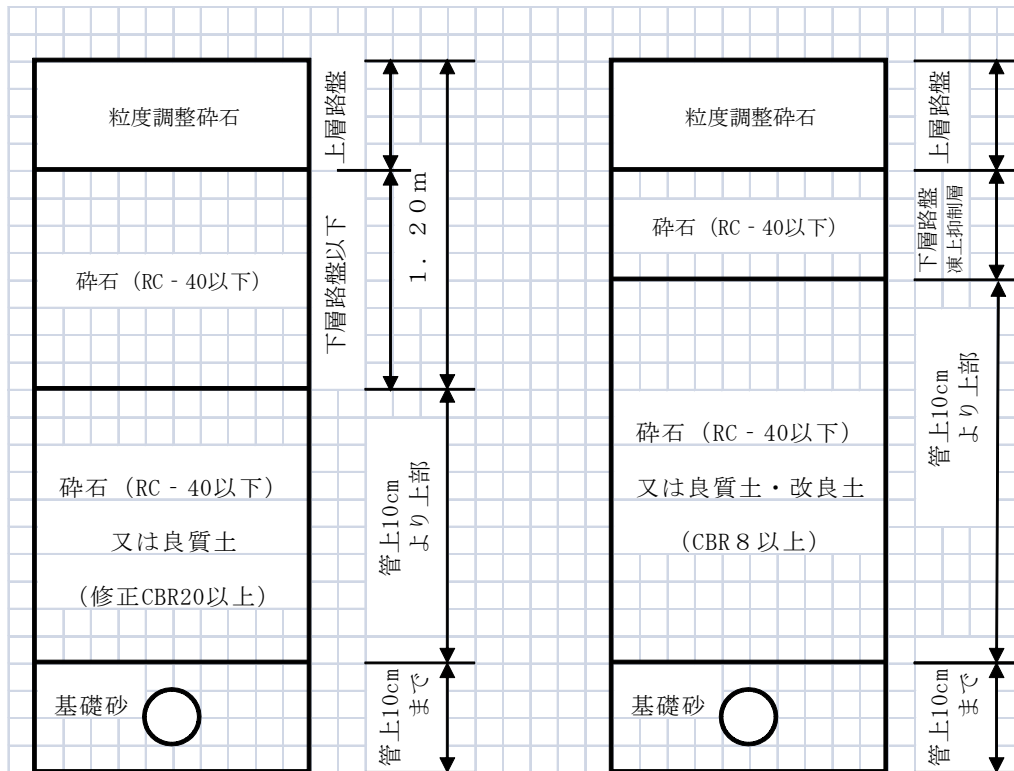 粒度調整砕石
上層路盤
砕石（RC‐40以下）
下層路盤以下
1．20m
砕石（RC‐40以下）
又は良質土
（修正CBR20以上）
管上10cm
より上部
基礎砂
管上10cm
まで
粒度調整砕石
上層路盤
砕石（RC‐40以下）
下層路盤
凍上抑制層
砕石（RC‐40以下）
又は良質土・改良土
（CBR８以上）
管上10cm
より上部
基礎砂
管上10cm
まで